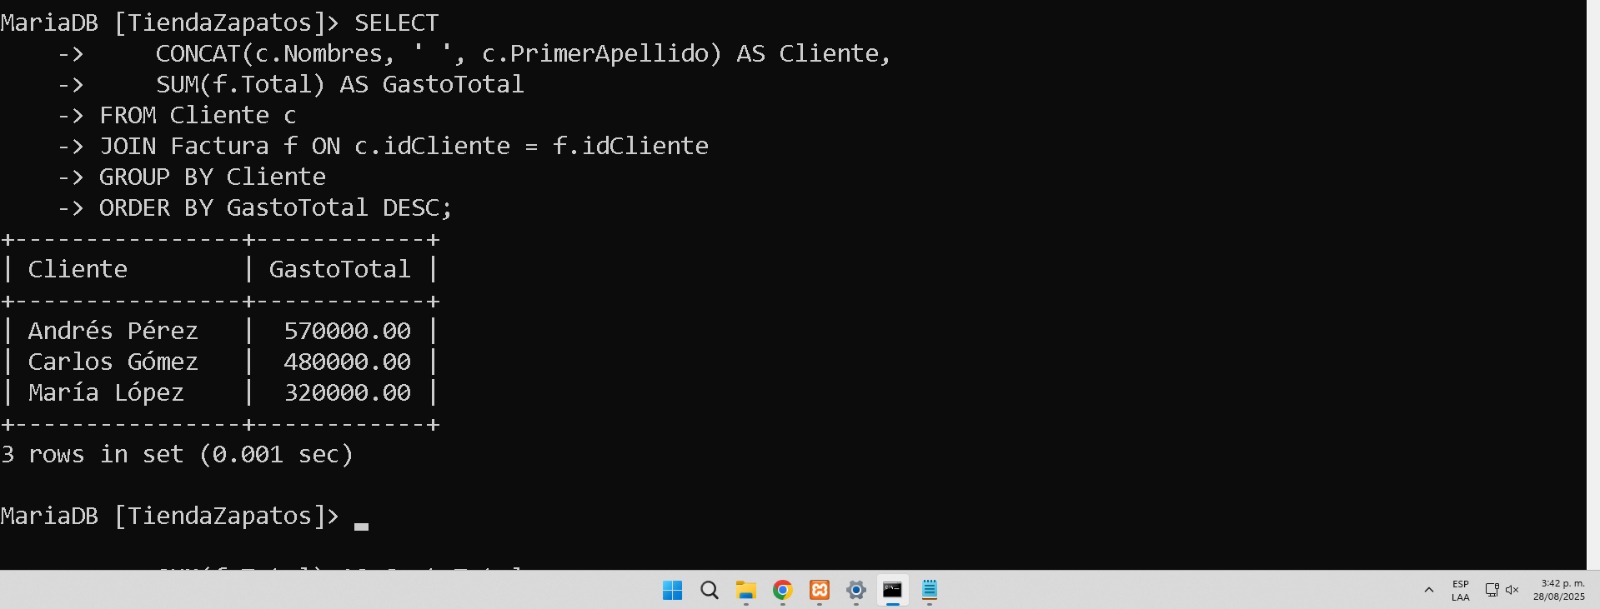 MariaDB [TiendaZapatos]> SELECT
    ->     CONCAT(c.Nombres, ' ', c.PrimerApellido) AS Cliente,
    ->     SUM(f.Total) AS GastoTotal
    -> FROM Cliente c
    -> JOIN Factura f ON c.idCliente = f.idCliente
    -> GROUP BY Cliente
    -> ORDER BY GastoTotal DESC;
+----------------+------------+
| Cliente        | GastoTotal |
+----------------+------------+
| Andrés Pérez   |  570000.00 |
| Carlos Gómez   |  480000.00 |
| María López    |  320000.00 |
+----------------+------------+
3 rows in set (0.001 sec)
MariaDB [TiendaZapatos]> _
ESP
LAA
3:42 p. m.
28/08/2025